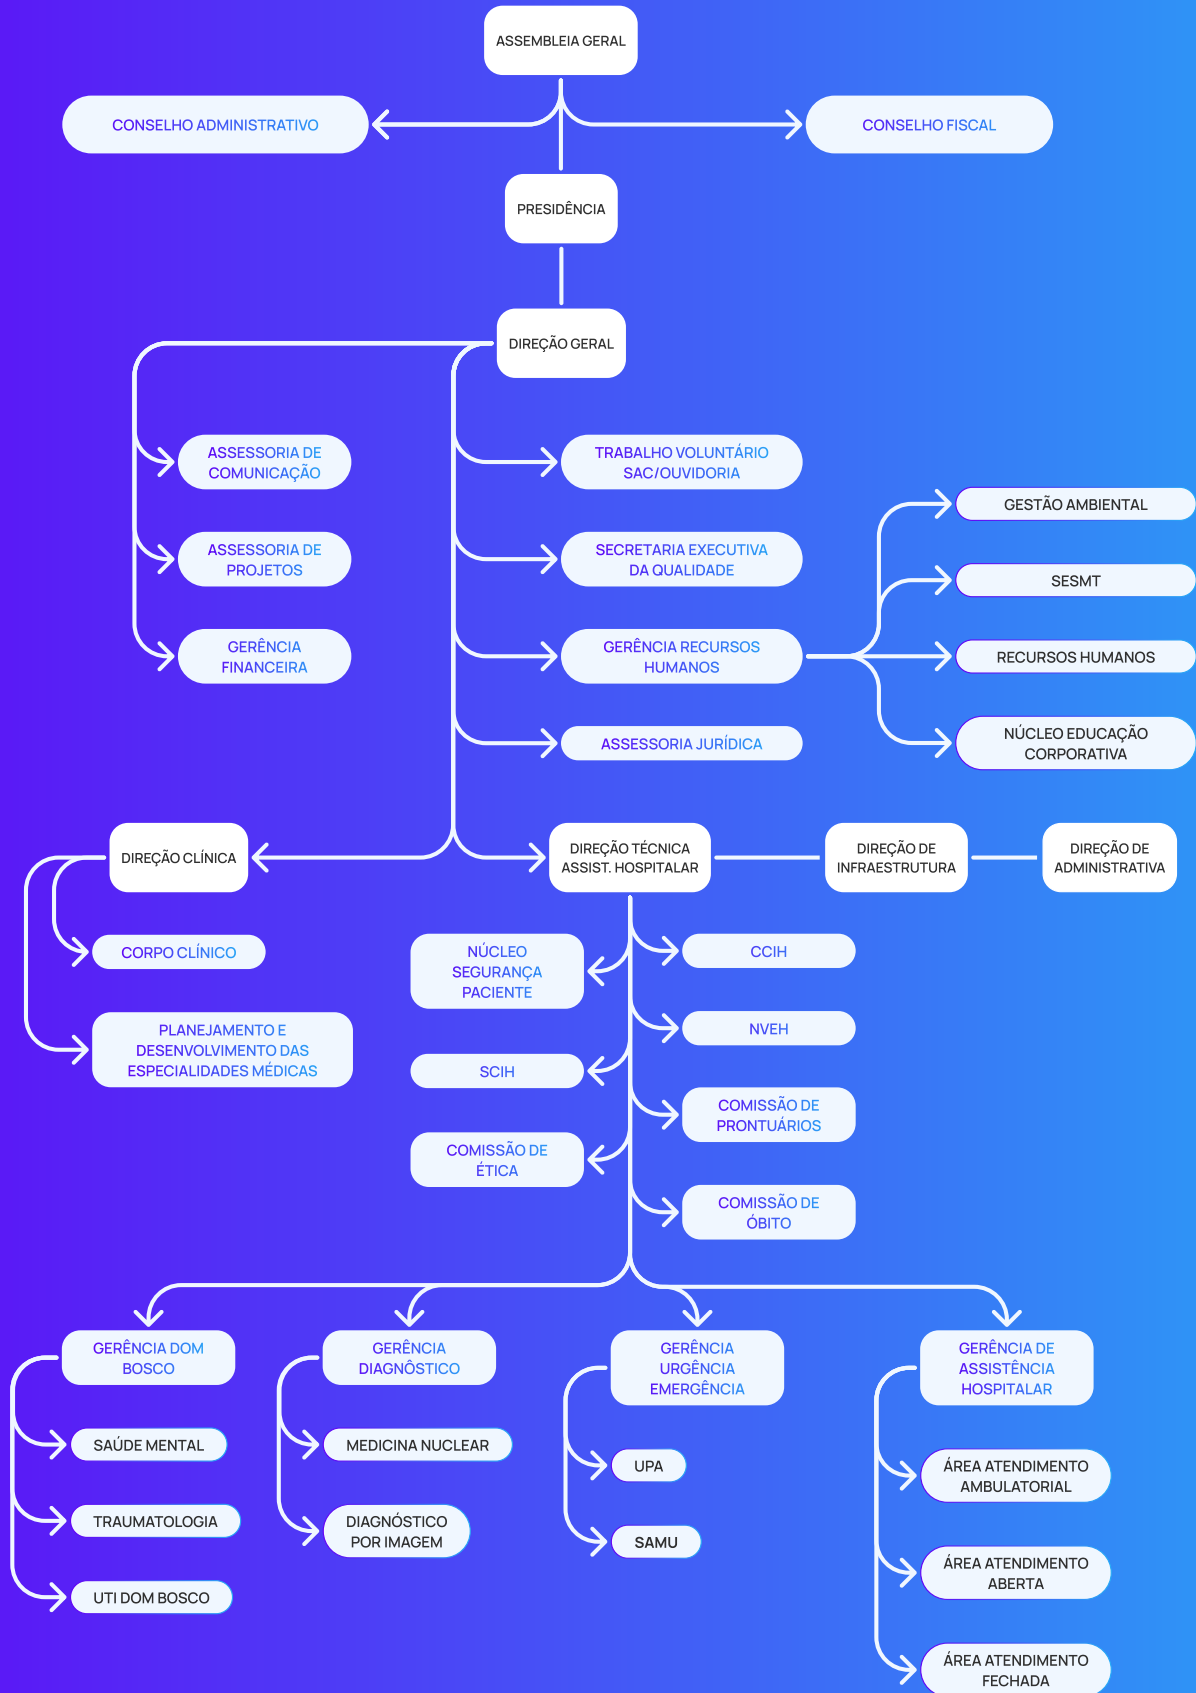 ASSEMBLEIA GERAL
CONSELHO ADMINISTRATIVO
CONSELHO FISCAL
PRESIDÊNCIA
DIREÇÃO GERAL
ASSESSORIA DE
COMUNICAÇÃO
ASSESSORIA DE
PROJETOS
GERÊNCIA
FINANCEIRA
TRABALHO VOLUNTÁRIO
SAC/OUVIDORIA
SECRETARIA EXECUTIVA
DA QUALIDADE
GERÊNCIA RECURSOS
HUMANOS
ASSESSORIA JURÍDICA
GESTÃO AMBIENTAL
SESMT
RECURSOS HUMANOS
NÚCLEO EDUCAÇÃO
CORPORATIVA
DIREÇÃO CLÍNICA
DIREÇÃO TÉCNICA
ASSIST. HOSPITALAR
DIREÇÃO DE
INFRAESTRUTURA
DIREÇÃO DE
ADMINISTRATIVA
CORPO CLÍNICO
PLANEJAMENTO E
DESENVOLVIMENTO DAS
ESPECIALIDADES MÉDICAS
NÚCLEO
SEGURANÇA
PACIENTE
SCIH
COMISSÃO DE
ÉTICA
CCIH
NVEH
COMISSÃO DE
PRONTUÁRIOS
COMISSÃO DE
ÓBITO
GERÊNCIA DOM
BOSCO
SAÚDE MENTAL
TRAUMATOLOGIA
UTI DOM BOSCO
GERÊNCIA
DIAGNÔSTICO
MEDICINA NUCLEAR
DIAGNÓSTICO
POR IMAGEM
GERÊNCIA
URGÊNCIA
EMERGÊNCIA
UPA
SAMU
GERÊNCIA DE
ASSISTÊNCIA
HOSPITALAR
ÁREA ATENDIMENTO
AMBULATORIAL
ÁREA ATENDIMENTO
ABERTA
ÁREA ATENDIMENTO
FECHADA